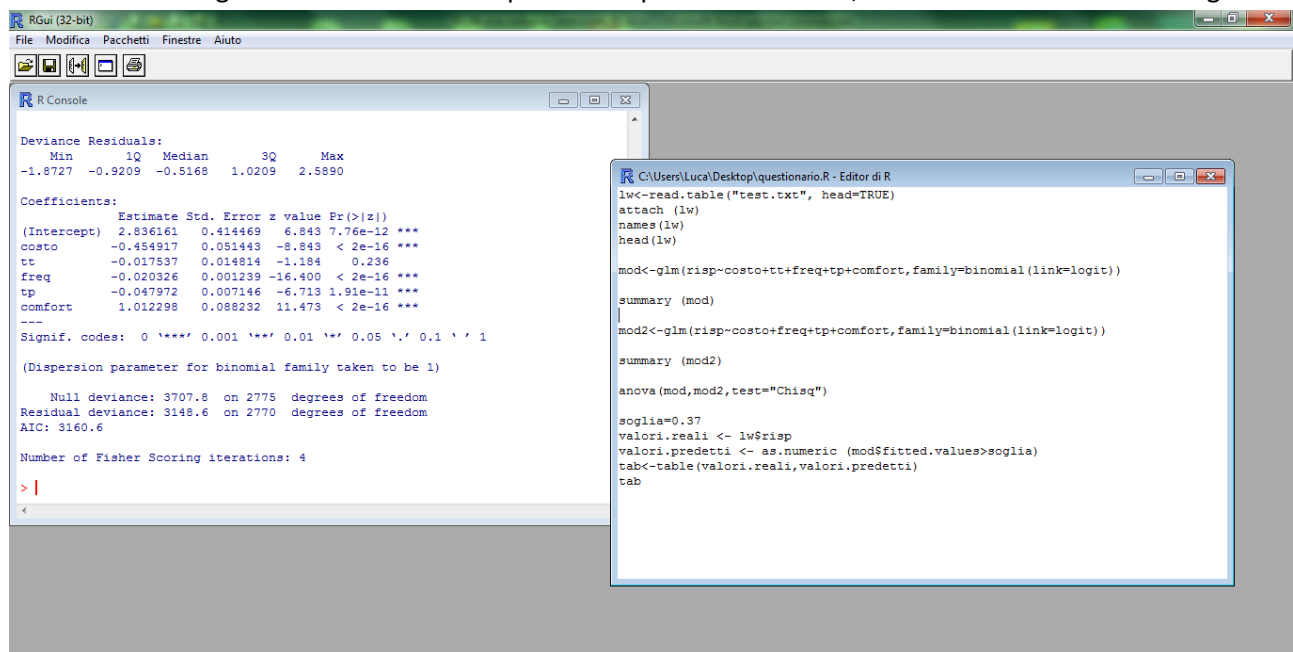 RGui (32-bit)
File Modifica Pacchetti Finestre Aiuto
R Console
Deviance Residuals:
    Min      1Q  Median      3Q     Max
-1.8727 -0.9209 -0.5168  1.0209  2.5890
Coefficients:
             Estimate Std. Error z value Pr(>|z|)
(Intercept)  2.836161   0.414469   6.843 7.76e-12 ***
costo       -0.454917   0.051443  -8.843  < 2e-16 ***
tt          -0.017537   0.014814  -1.184    0.236
freq        -0.020326   0.001239 -16.400  < 2e-16 ***
tp          -0.047972   0.007146  -6.713 1.91e-11 ***
comfort      1.012298   0.088232  11.473  < 2e-16 ***
---
Signif. codes:  0 '***' 0.001 '**' 0.01 '*' 0.05 '.' 0.1 ' ' 1
(Dispersion parameter for binomial family taken to be 1)
    Null deviance: 3707.8  on 2775  degrees of freedom
Residual deviance: 3148.6  on 2770  degrees of freedom
AIC: 3160.6
Number of Fisher Scoring iterations: 4
>
C:\Users\Luca\Desktop\questionario.R - Editor di R
lw<-read.table("test.txt", head=TRUE)
attach (lw)
names(lw)
head(lw)
mod<-glm(risp~costo+tt+freq+tp+comfort,family=binomial(link=logit))
summary (mod)
mod2<-glm(risp~costo+freq+tp+comfort,family=binomial(link=logit))
summary (mod2)
anova(mod,mod2,test="Chisq")
soglia=0.37
valori.reali <- lw$risp
valori.predetti <- as.numeric (mod$fitted.values>soglia)
tab<-table(valori.reali,valori.predetti)
tab